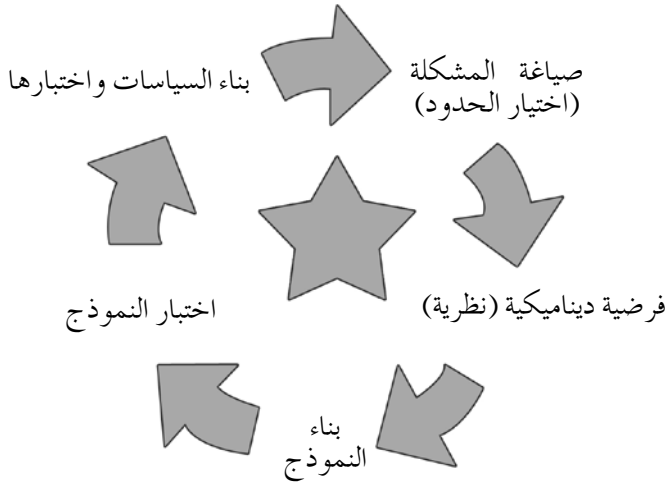 صياغة المشكلة
(اختيار الحدود)
فرضية ديناميكية (نظرية)
بناء
النموذج
اختبار النموذج
بناء السياسات واختبارها